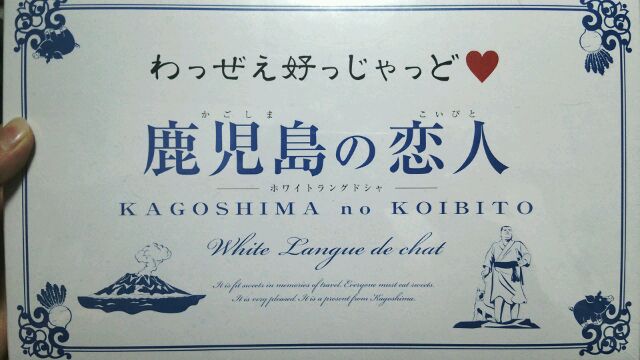 わっぜえ好っじゃっど♥
かごしま こいびと
鹿児島の恋人
ホワイトラングドシャ
KAGOSHIMA no KOIBITO
White Langue de chat
It is fit sweets in memories of travel. Everyone must eat sweets.
It is very pleased. It is a present from Kagoshima.